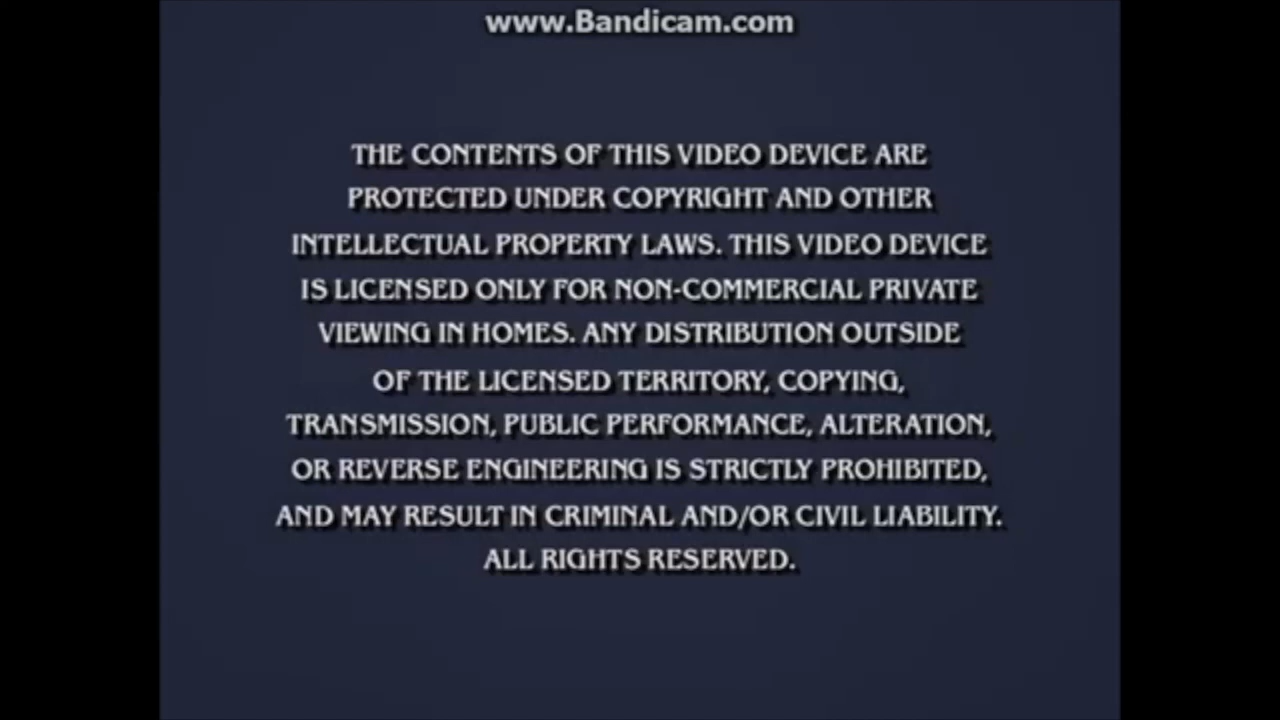 www.Bandicam.com
THE CONTENTS OF THIS VIDEO DEVICE ARE
PROTECTED UNDER COPYRIGHT AND OTHER
INTELLECTUAL PROPERTY LAWS. THIS VIDEO DEVICE
IS LICENSED ONLY FOR NON-COMMERCIAL PRIVATE
VIEWING IN HOMES. ANY DISTRIBUTION OUTSIDE
OF THE LICENSED TERRITORY, COPYING,
TRANSMISSION, PUBLIC PERFORMANCE, ALTERATION,
OR REVERSE ENGINEERING IS STRICTLY PROHIBITED,
AND MAY RESULT IN CRIMINAL AND/OR CIVIL LIABILITY.
ALL RIGHTS RESERVED.